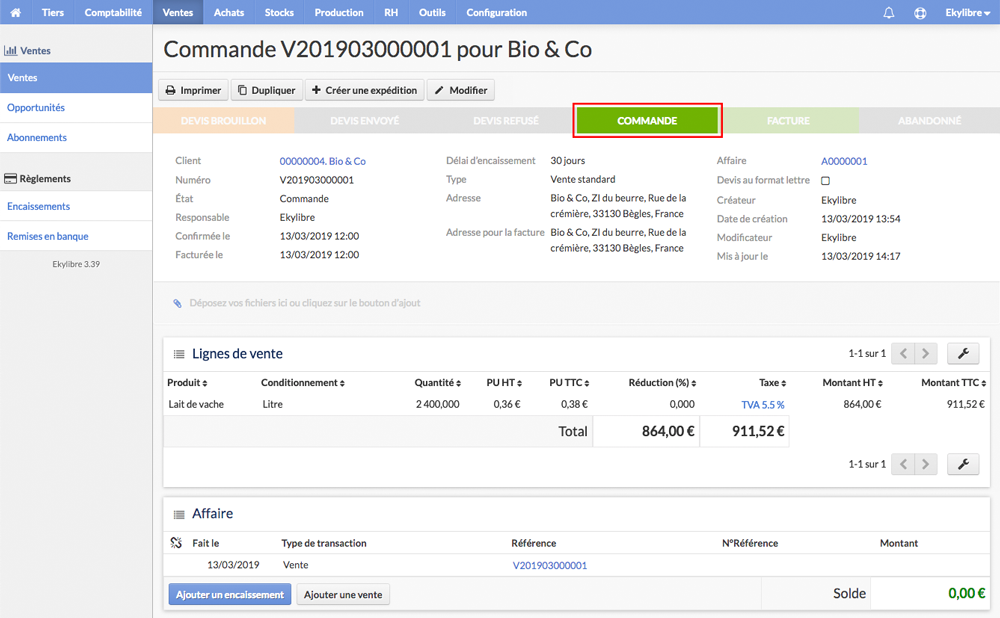 Tiers Comptabilité Ventes Achats Stocks Production RH Outils Configuration Ekylibre
Ventes
Ventes
Opportunités
Abonnements
Règlements
Encaissements
Remises en banque
Ekylibre 3.39
Commande V201903000001 pour Bio & Co
Imprimer Dupliquer Créer une expédition Modifier
DEVIS BROUILLON DEVIS ENVOYÉ DEVIS REFUSÉ COMMANDE FACTURE ABANDONNÉ
Client 00000004. Bio & Co
Numéro V201903000001
État Commande
Responsable Ekylibre
Confirmée le 13/03/2019 12:00
Facturée le 13/03/2019 12:00
Délai d'encaissement 30 jours
Type Vente standard
Adresse Bio & Co, ZI du beurre, Rue de la
crémière, 33130 Bègles, France
Adresse pour la facture Bio & Co, ZI du beurre, Rue de la
crémière, 33130 Bègles, France
Affaire A0000001
Devis au format lettre
Créateur Ekylibre
Date de création 13/03/2019 13:54
Modificateur Ekylibre
Mis à jour le 13/03/2019 14:17
Déposez vos fichiers ici ou cliquez sur le bouton d'ajout
Lignes de vente 1-1 sur 1
Produit Conditionnement Quantité PU HT PU TTC Réduction (%) Taxe Montant HT Montant TTC
Lait de vache Litre 2 400,000 0,36 € 0,38 € 0,000 TVA 5.5 % 864,00 € 911,52 €
Total 864,00 € 911,52 €
1-1 sur 1
Affaire
Fait le Type de transaction Référence N°Référence Montant
13/03/2019 Vente V201903000001
Ajouter un encaissement Ajouter une vente Solde 0,00 €